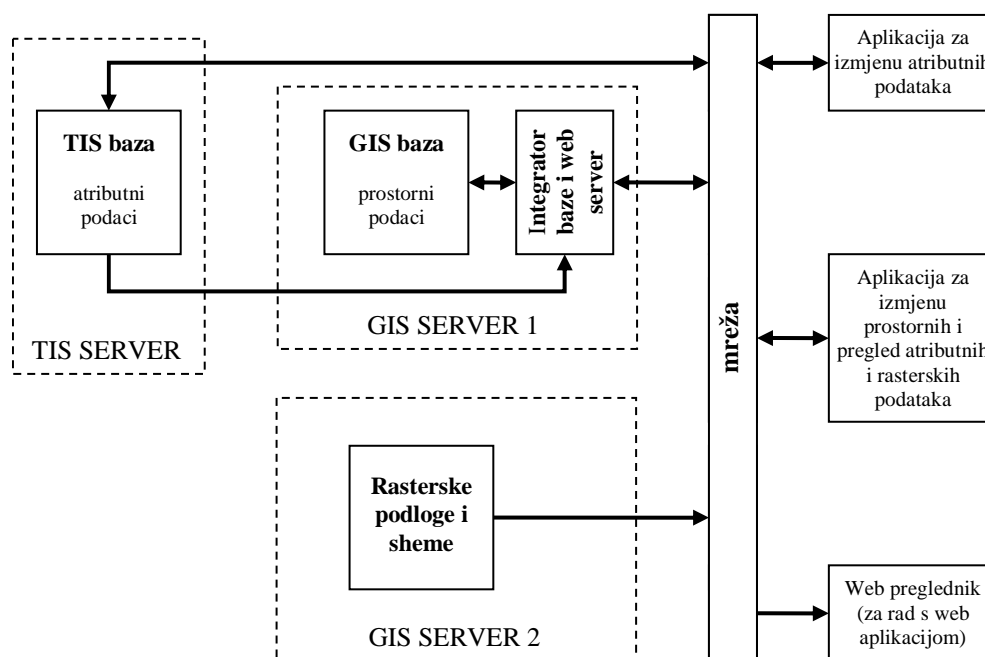 Aplikacija za
izmjenu atributnih
podataka
TIS baza
atributni
podaci
GIS baza
prostorni
podaci
Integrator
baze i web
server
TIS SERVER
GIS SERVER 1
mreža
Aplikacija za
izmjenu
prostornih i
pregled atributnih
i rasterskih
podataka
Rasterske
podloge i
sheme
GIS SERVER 2
Web preglednik
(za rad s web
aplikacijom)